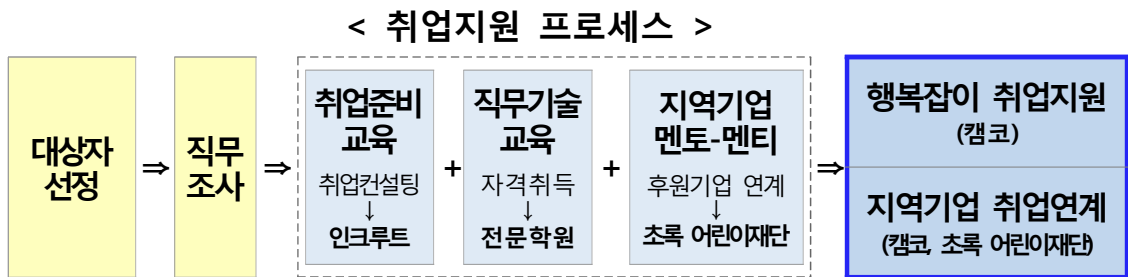 < 취업지원 프로세스 >
대상자
선정
⇒
직무
조사
⇒
취업준비
교육
취업컨설팅
↓
인크루트
+
직무기술
교육
자격취득
↓
전문학원
+
지역기업
멘토-멘티
후원기업 연계
↓
초록 어린이재단
⇒
행복잡이 취업지원
(캠코)
지역기업 취업연계
(캠코, 초록 어린이재단)